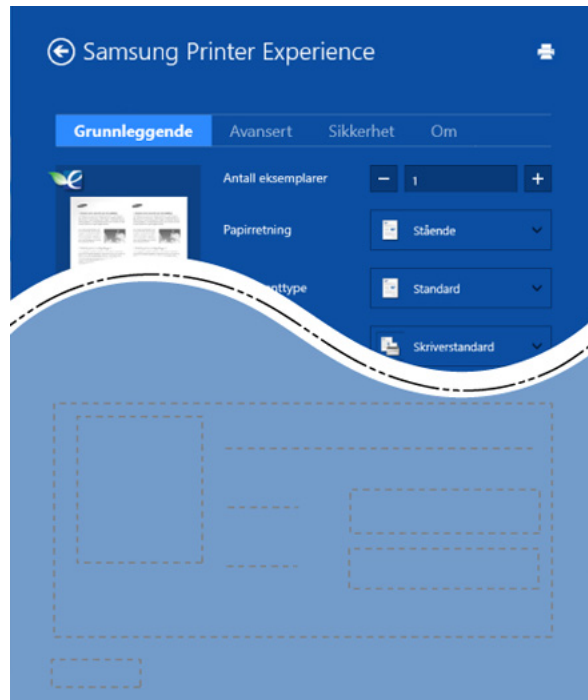 Samsung Printer Experience
Grunnleggende Avansert Sikkerhet Om
Antall eksemplarer 1
Papirretning Stående
Standard
Skriverstandard